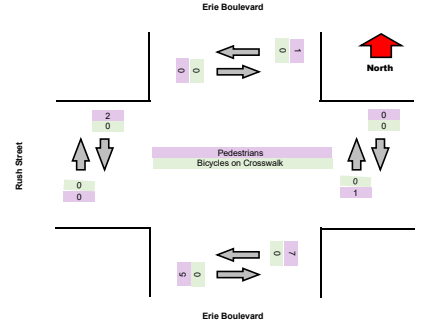 Erie Boulevard
0 1
0 0
North
2
0
0
0
Rush Street
Pedestrians
Bicycles on Crosswalk
0
0
0
1
0 7
5 0
Erie Boulevard